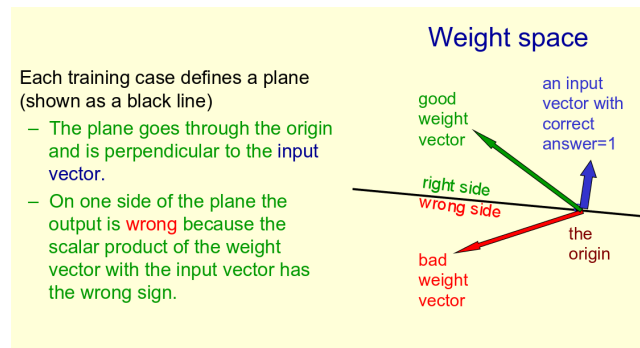 Weight space
Each training case defines a plane
(shown as a black line)
– The plane goes through the origin
and is perpendicular to the input
vector.
– On one side of the plane the
output is wrong because the
scalar product of the weight
vector with the input vector has
the wrong sign.
good
weight
vector
an input
vector with
correct
answer=1
right side
wrong side
the
origin
bad
weight
vector